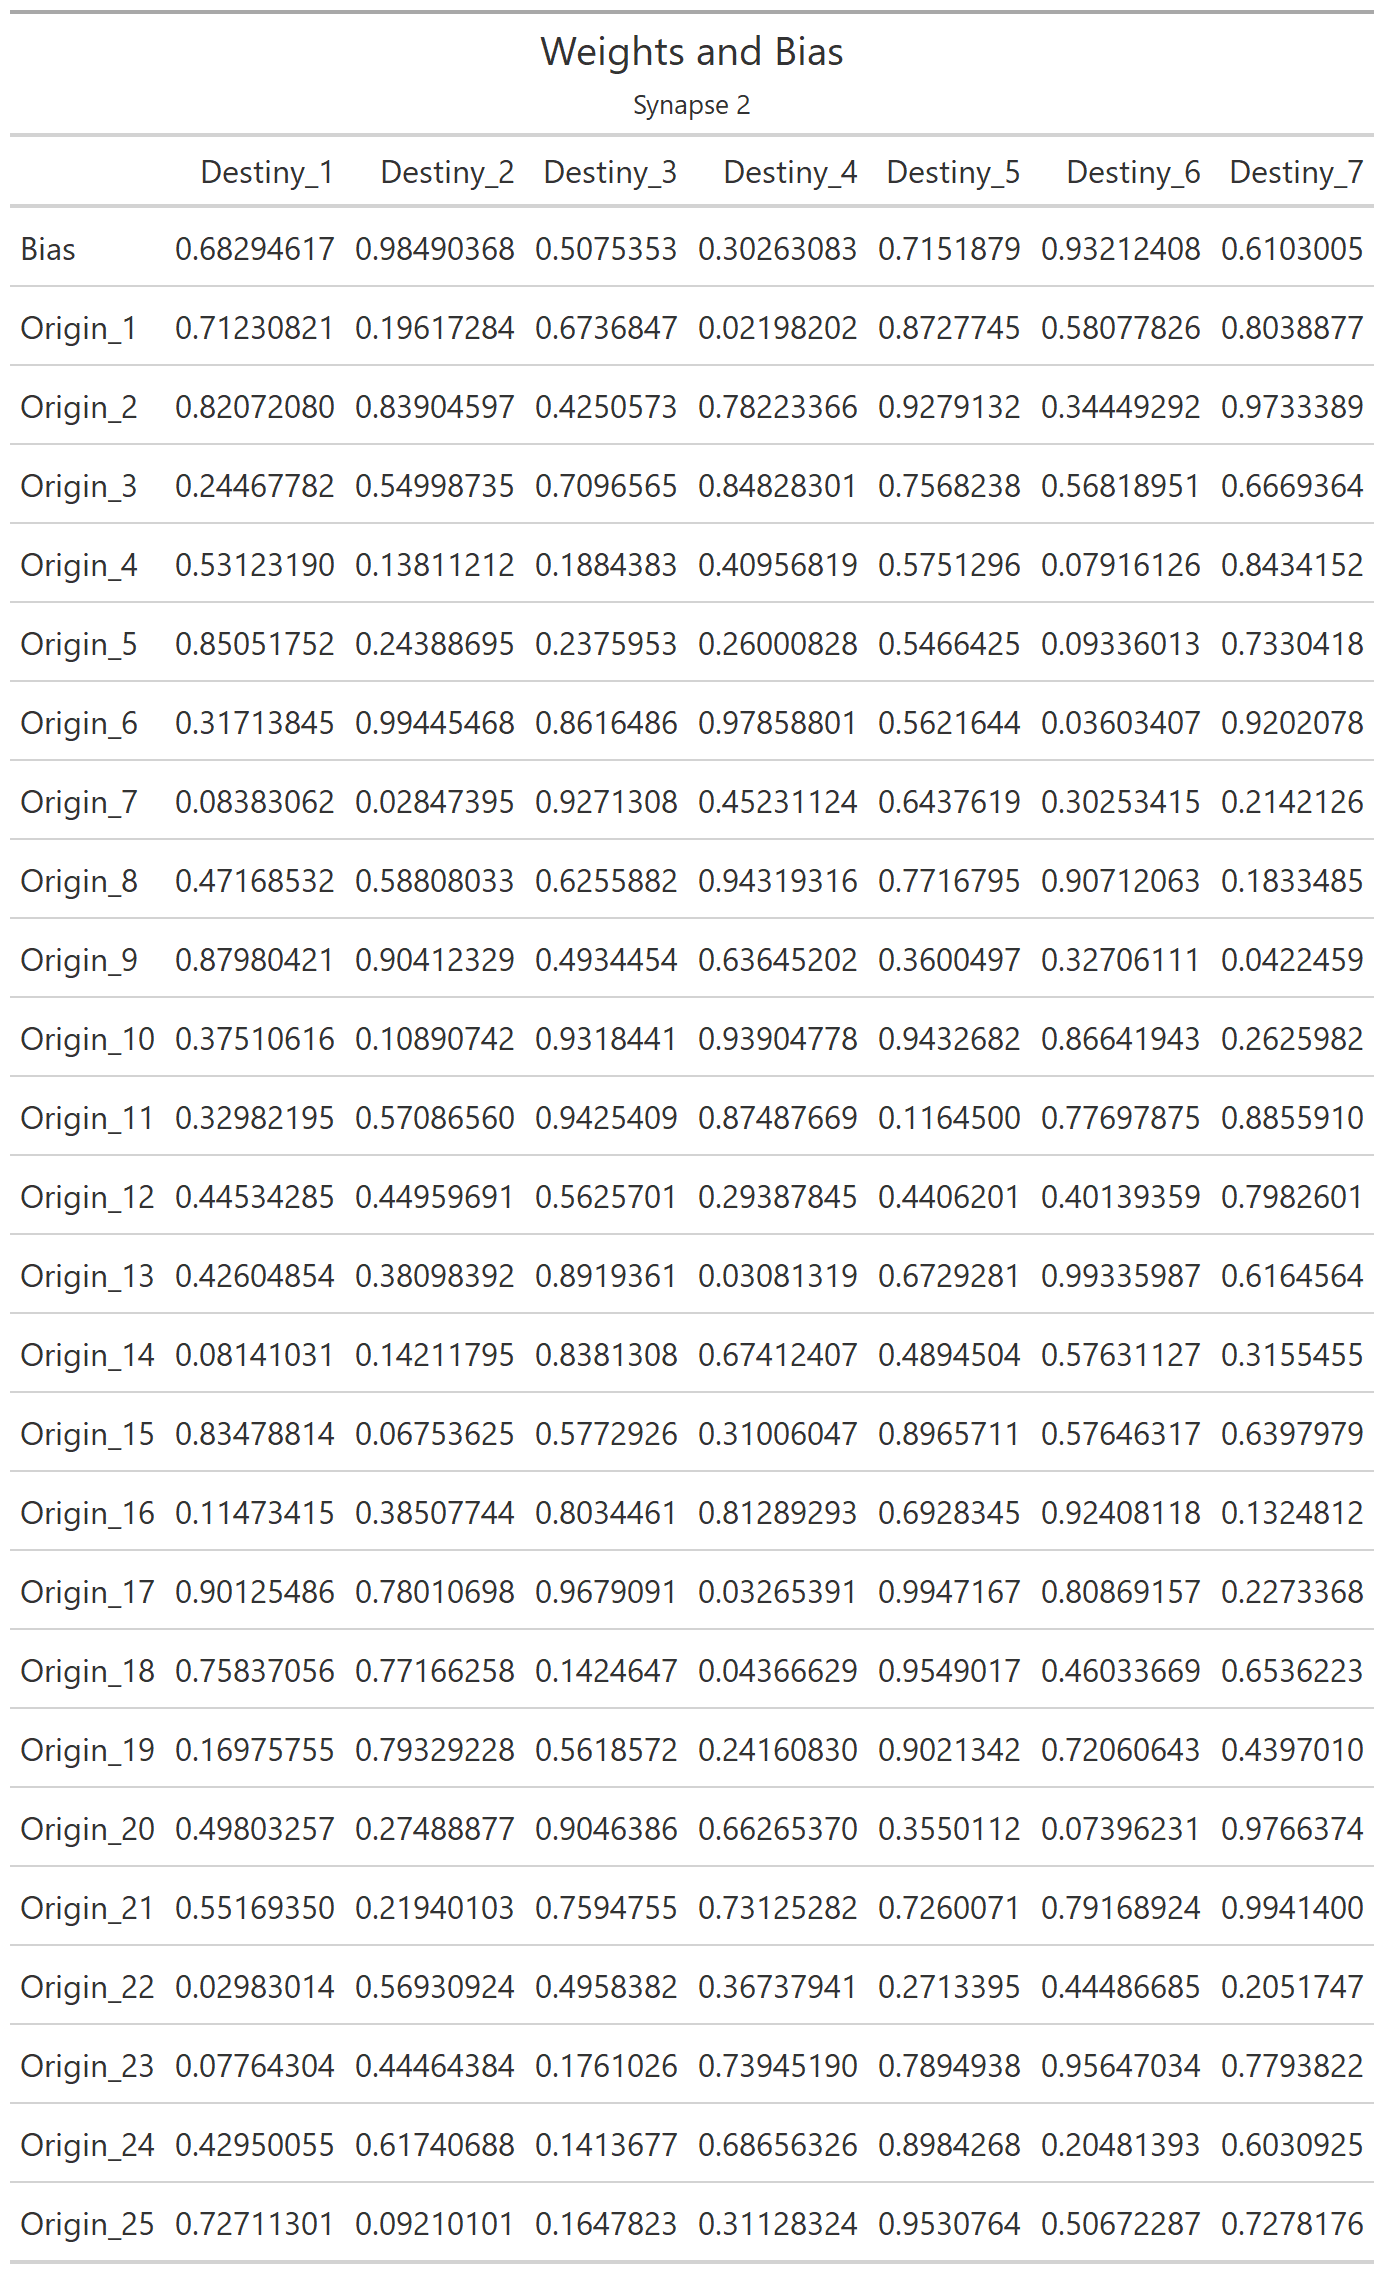 Weights and Bias
Synapse 2
Destiny_1 Destiny_2 Destiny_3 Destiny_4 Destiny_5 Destiny_6 Destiny_7
Bias 0.68294617 0.98490368 0.5075353 0.30263083 0.7151879 0.93212408 0.6103005
Origin_1 0.71230821 0.19617284 0.6736847 0.02198202 0.8727745 0.58077826 0.8038877
Origin_2 0.82072080 0.83904597 0.4250573 0.78223366 0.9279132 0.34449292 0.9733389
Origin_3 0.24467782 0.54998735 0.7096565 0.84828301 0.7568238 0.56818951 0.6669364
Origin_4 0.53123190 0.13811212 0.1884383 0.40956819 0.5751296 0.07916126 0.8434152
Origin_5 0.85051752 0.24388695 0.2375953 0.26000828 0.5466425 0.09336013 0.7330418
Origin_6 0.31713845 0.99445468 0.8616486 0.97858801 0.5621644 0.03603407 0.9202078
Origin_7 0.08383062 0.02847395 0.9271308 0.45231124 0.6437619 0.30253415 0.2142126
Origin_8 0.47168532 0.58808033 0.6255882 0.94319316 0.7716795 0.90712063 0.1833485
Origin_9 0.87980421 0.90412329 0.4934454 0.63645202 0.3600497 0.32706111 0.0422459
Origin_10 0.37510616 0.10890742 0.9318441 0.93904778 0.9432682 0.86641943 0.2625982
Origin_11 0.32982195 0.57086560 0.9425409 0.87487669 0.1164500 0.77697875 0.8855910
Origin_12 0.44534285 0.44959691 0.5625701 0.29387845 0.4406201 0.40139359 0.7982601
Origin_13 0.42604854 0.38098392 0.8919361 0.03081319 0.6729281 0.99335987 0.6164564
Origin_14 0.08141031 0.14211795 0.8381308 0.67412407 0.4894504 0.57631127 0.3155455
Origin_15 0.83478814 0.06753625 0.5772926 0.31006047 0.8965711 0.57646317 0.6397979
Origin_16 0.11473415 0.38507744 0.8034461 0.81289293 0.6928345 0.92408118 0.1324812
Origin_17 0.90125486 0.78010698 0.9679091 0.03265391 0.9947167 0.80869157 0.2273368
Origin_18 0.75837056 0.77166258 0.1424647 0.04366629 0.9549017 0.46033669 0.6536223
Origin_19 0.16975755 0.79329228 0.5618572 0.24160830 0.9021342 0.72060643 0.4397010
Origin_20 0.49803257 0.27488877 0.9046386 0.66265370 0.3550112 0.07396231 0.9766374
Origin_21 0.55169350 0.21940103 0.7594755 0.73125282 0.7260071 0.79168924 0.9941400
Origin_22 0.02983014 0.56930924 0.4958382 0.36737941 0.2713395 0.44486685 0.2051747
Origin_23 0.07764304 0.44464384 0.1761026 0.73945190 0.7894938 0.95647034 0.7793822
Origin_24 0.42950055 0.61740688 0.1413677 0.68656326 0.8984268 0.20481393 0.6030925
Origin_25 0.72711301 0.09210101 0.1647823 0.31128324 0.9530764 0.50672287 0.7278176